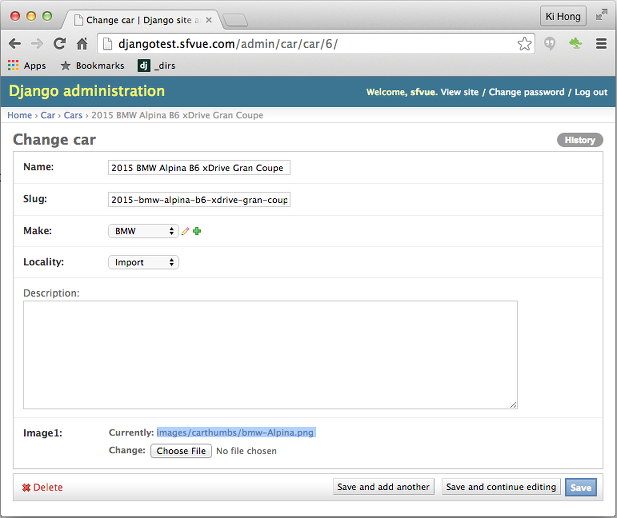 Change car | Django site a
Ki Hong
djangotest.sfvue.com/admin/car/car/6/
Apps Bookmarks dj _dirs
Django administration
Welcome, sfvue. View site / Change password / Log out
Home › Car › Cars › 2015 BMW Alpina B6 xDrive Gran Coupe
Change car
History
Name: 2015 BMW Alpina B6 xDrive Gran Coupe
Slug: 2015-bmw-alpina-b6-xdrive-gran-coup
Make: BMW
Locality: Import
Description:
Image1: Currently: images/carthumbs/bmw-Alpina.png
Change: Choose File No file chosen
Delete Save and add another Save and continue editing Save